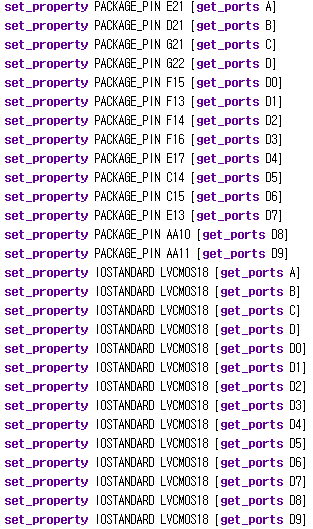 set_property PACKAGE_PIN E21 [get_ports A]
set_property PACKAGE_PIN D21 [get_ports B]
set_property PACKAGE_PIN G21 [get_ports C]
set_property PACKAGE_PIN G22 [get_ports D]
set_property PACKAGE_PIN F15 [get_ports D0]
set_property PACKAGE_PIN F13 [get_ports D1]
set_property PACKAGE_PIN F14 [get_ports D2]
set_property PACKAGE_PIN F16 [get_ports D3]
set_property PACKAGE_PIN E17 [get_ports D4]
set_property PACKAGE_PIN C14 [get_ports D5]
set_property PACKAGE_PIN C15 [get_ports D6]
set_property PACKAGE_PIN E13 [get_ports D7]
set_property PACKAGE_PIN AA10 [get_ports D8]
set_property PACKAGE_PIN AA11 [get_ports D9]
set_property IOSTANDARD LVCMOS18 [get_ports A]
set_property IOSTANDARD LVCMOS18 [get_ports B]
set_property IOSTANDARD LVCMOS18 [get_ports C]
set_property IOSTANDARD LVCMOS18 [get_ports D]
set_property IOSTANDARD LVCMOS18 [get_ports D0]
set_property IOSTANDARD LVCMOS18 [get_ports D1]
set_property IOSTANDARD LVCMOS18 [get_ports D2]
set_property IOSTANDARD LVCMOS18 [get_ports D3]
set_property IOSTANDARD LVCMOS18 [get_ports D4]
set_property IOSTANDARD LVCMOS18 [get_ports D5]
set_property IOSTANDARD LVCMOS18 [get_ports D6]
set_property IOSTANDARD LVCMOS18 [get_ports D7]
set_property IOSTANDARD LVCMOS18 [get_ports D8]
set_property IOSTANDARD LVCMOS18 [get_ports D9]